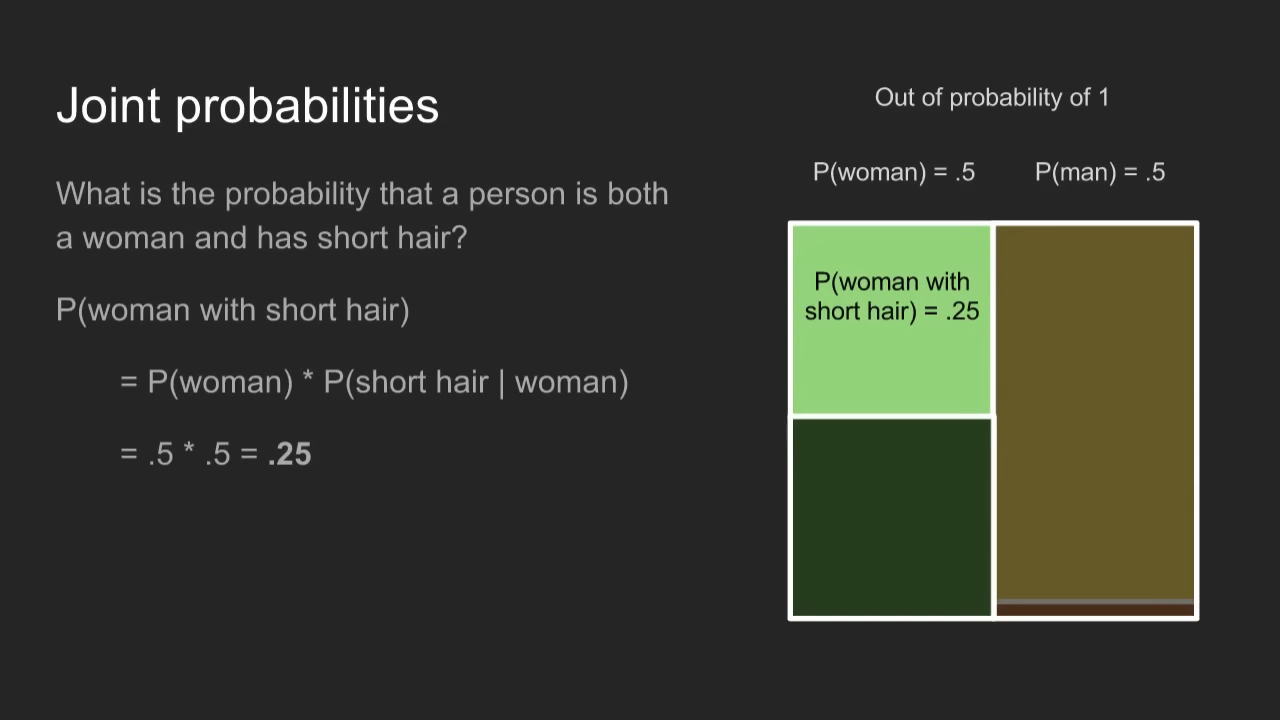 Joint probabilities
What is the probability that a person is both
a woman and has short hair?
P(woman with short hair)
= P(woman) * P(short hair | woman)
= .5 * .5 = .25
Out of probability of 1
P(woman) = .5
P(man) = .5
P(woman with
short hair) = .25